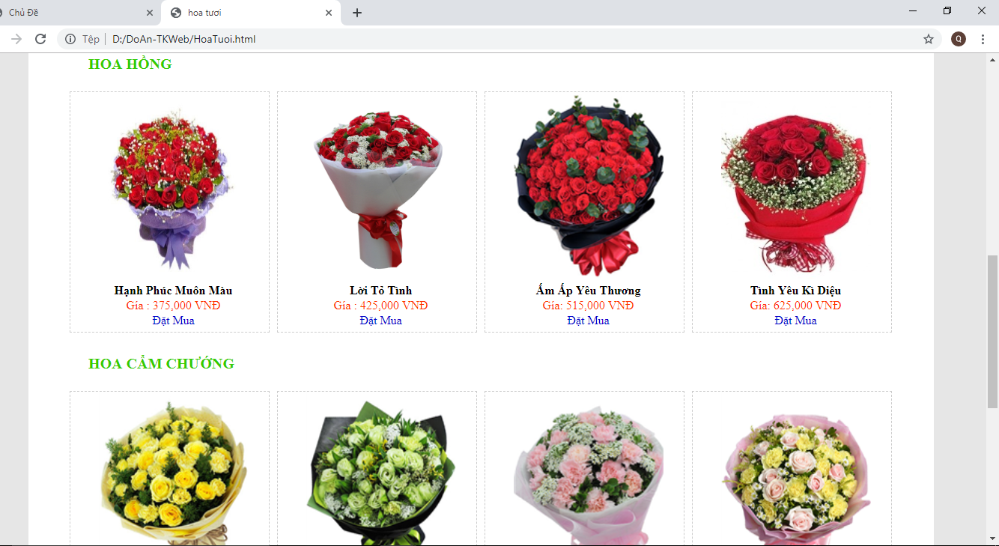 Chủ Đề
hoa tươi
Tệp D:/DoAn-TKWeb/HoaTuoi.html
Q
HOA HỒNG
Hạnh Phúc Muôn Màu
Gía : 375,000 VNĐ
Đặt Mua
Lời Tỏ Tình
Gía : 425,000 VNĐ
Đặt Mua
Ấm Ấp Yêu Thương
Gía: 515,000 VNĐ
Đặt Mua
Tình Yêu Kì Diệu
Gía: 625,000 VNĐ
Đặt Mua
HOA CẨM CHƯỚNG